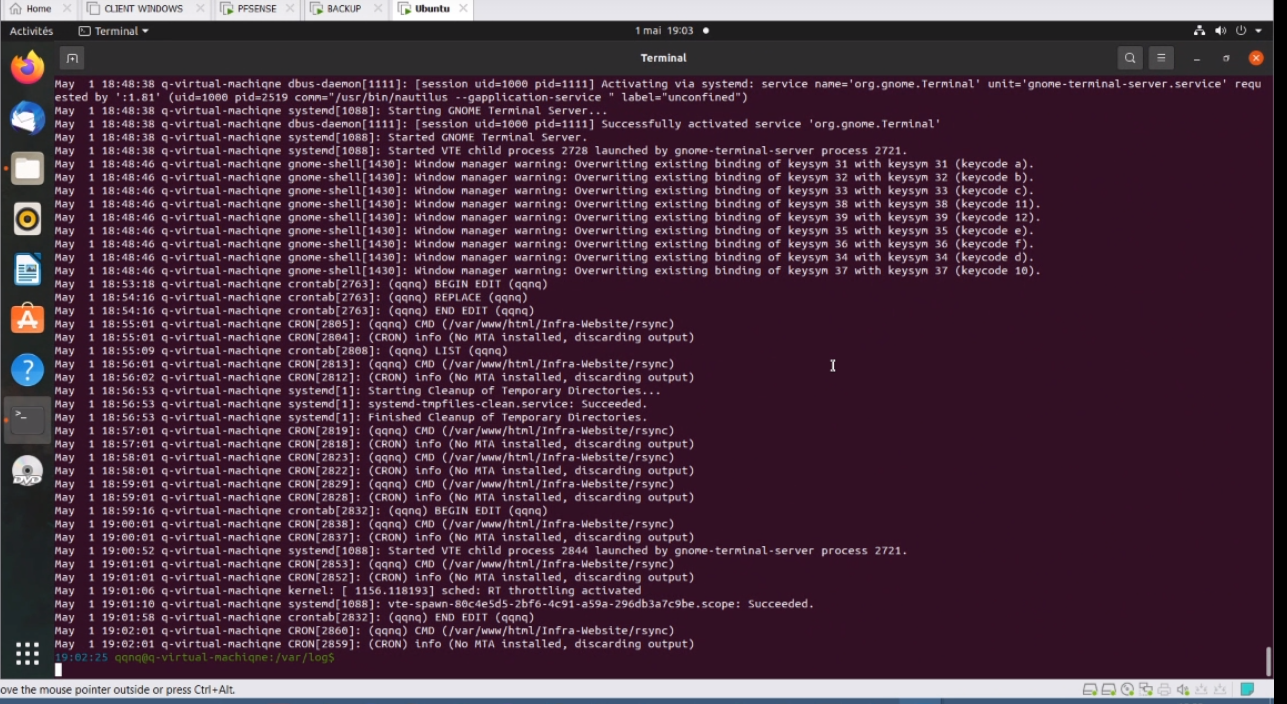 Home
CLIENT WINDOWS
PFSENSE
BACKUP
Ubuntu
Activités
Terminal
1 mai 19:03
Terminal
May  1 18:48:38 q-virtual-machiqne dbus-daemon[1111]: [session uid=1000 pid=1111] Activating via systemd: service name='org.gnome.Terminal' unit='gnome-terminal-server.service' requ
ested by ':1.81' (uid=1000 pid=2519 comm="/usr/bin/nautilus --gapplication-service " label="unconfined")
May  1 18:48:38 q-virtual-machiqne systemd[1088]: Starting GNOME Terminal Server...
May  1 18:48:38 q-virtual-machiqne dbus-daemon[1111]: [session uid=1000 pid=1111] Successfully activated service 'org.gnome.Terminal'
May  1 18:48:38 q-virtual-machiqne systemd[1088]: Started GNOME Terminal Server.
May  1 18:48:38 q-virtual-machiqne systemd[1088]: Started VTE child process 2728 launched by gnome-terminal-server process 2721.
May  1 18:48:46 q-virtual-machiqne gnome-shell[1430]: Window manager warning: Overwriting existing binding of keysym 31 with keysym 31 (keycode a).
May  1 18:48:46 q-virtual-machiqne gnome-shell[1430]: Window manager warning: Overwriting existing binding of keysym 32 with keysym 32 (keycode b).
May  1 18:48:46 q-virtual-machiqne gnome-shell[1430]: Window manager warning: Overwriting existing binding of keysym 33 with keysym 33 (keycode c).
May  1 18:48:46 q-virtual-machiqne gnome-shell[1430]: Window manager warning: Overwriting existing binding of keysym 38 with keysym 38 (keycode 11).
May  1 18:48:46 q-virtual-machiqne gnome-shell[1430]: Window manager warning: Overwriting existing binding of keysym 39 with keysym 39 (keycode 12).
May  1 18:48:46 q-virtual-machiqne gnome-shell[1430]: Window manager warning: Overwriting existing binding of keysym 35 with keysym 35 (keycode e).
May  1 18:48:46 q-virtual-machiqne gnome-shell[1430]: Window manager warning: Overwriting existing binding of keysym 36 with keysym 36 (keycode f).
May  1 18:48:46 q-virtual-machiqne gnome-shell[1430]: Window manager warning: Overwriting existing binding of keysym 34 with keysym 34 (keycode d).
May  1 18:48:46 q-virtual-machiqne gnome-shell[1430]: Window manager warning: Overwriting existing binding of keysym 37 with keysym 37 (keycode 10).
May  1 18:53:18 q-virtual-machiqne crontab[2763]: (qqnq) BEGIN EDIT (qqnq)
May  1 18:54:16 q-virtual-machiqne crontab[2763]: (qqnq) REPLACE (qqnq)
May  1 18:54:16 q-virtual-machiqne crontab[2763]: (qqnq) END EDIT (qqnq)
May  1 18:55:01 q-virtual-machiqne CRON[2805]: (qqnq) CMD (/var/www/html/Infra-Website/rsync)
May  1 18:55:01 q-virtual-machiqne CRON[2804]: (CRON) info (No MTA installed, discarding output)
May  1 18:55:09 q-virtual-machiqne crontab[2808]: (qqnq) LIST (qqnq)
May  1 18:56:01 q-virtual-machiqne CRON[2813]: (qqnq) CMD (/var/www/html/Infra-Website/rsync)
May  1 18:56:02 q-virtual-machiqne CRON[2812]: (CRON) info (No MTA installed, discarding output)
May  1 18:56:53 q-virtual-machiqne systemd[1]: Starting Cleanup of Temporary Directories...
May  1 18:56:53 q-virtual-machiqne systemd[1]: systemd-tmpfiles-clean.service: Succeeded.
May  1 18:56:53 q-virtual-machiqne systemd[1]: Finished Cleanup of Temporary Directories.
May  1 18:57:01 q-virtual-machiqne CRON[2819]: (qqnq) CMD (/var/www/html/Infra-Website/rsync)
May  1 18:57:01 q-virtual-machiqne CRON[2818]: (CRON) info (No MTA installed, discarding output)
May  1 18:58:01 q-virtual-machiqne CRON[2823]: (qqnq) CMD (/var/www/html/Infra-Website/rsync)
May  1 18:58:01 q-virtual-machiqne CRON[2822]: (CRON) info (No MTA installed, discarding output)
May  1 18:59:01 q-virtual-machiqne CRON[2829]: (qqnq) CMD (/var/www/html/Infra-Website/rsync)
May  1 18:59:01 q-virtual-machiqne CRON[2828]: (CRON) info (No MTA installed, discarding output)
May  1 18:59:16 q-virtual-machiqne crontab[2832]: (qqnq) BEGIN EDIT (qqnq)
May  1 19:00:01 q-virtual-machiqne CRON[2838]: (qqnq) CMD (/var/www/html/Infra-Website/rsync)
May  1 19:00:01 q-virtual-machiqne CRON[2837]: (CRON) info (No MTA installed, discarding output)
May  1 19:00:52 q-virtual-machiqne systemd[1088]: Started VTE child process 2844 launched by gnome-terminal-server process 2721.
May  1 19:01:01 q-virtual-machiqne CRON[2853]: (qqnq) CMD (/var/www/html/Infra-Website/rsync)
May  1 19:01:01 q-virtual-machiqne CRON[2852]: (CRON) info (No MTA installed, discarding output)
May  1 19:01:06 q-virtual-machiqne kernel: [ 1156.118193] sched: RT throttling activated
May  1 19:01:10 q-virtual-machiqne systemd[1088]: vte-spawn-80c4e5d5-2bf6-4c91-a59a-296db3a7c9be.scope: Succeeded.
May  1 19:01:58 q-virtual-machiqne crontab[2832]: (qqnq) END EDIT (qqnq)
May  1 19:02:01 q-virtual-machiqne CRON[2860]: (qqnq) CMD (/var/www/html/Infra-Website/rsync)
May  1 19:02:01 q-virtual-machiqne CRON[2859]: (CRON) info (No MTA installed, discarding output)
19:02:25 qqnq@q-virtual-machiqne:/var/log$
ove the mouse pointer outside or press Ctrl+Alt.